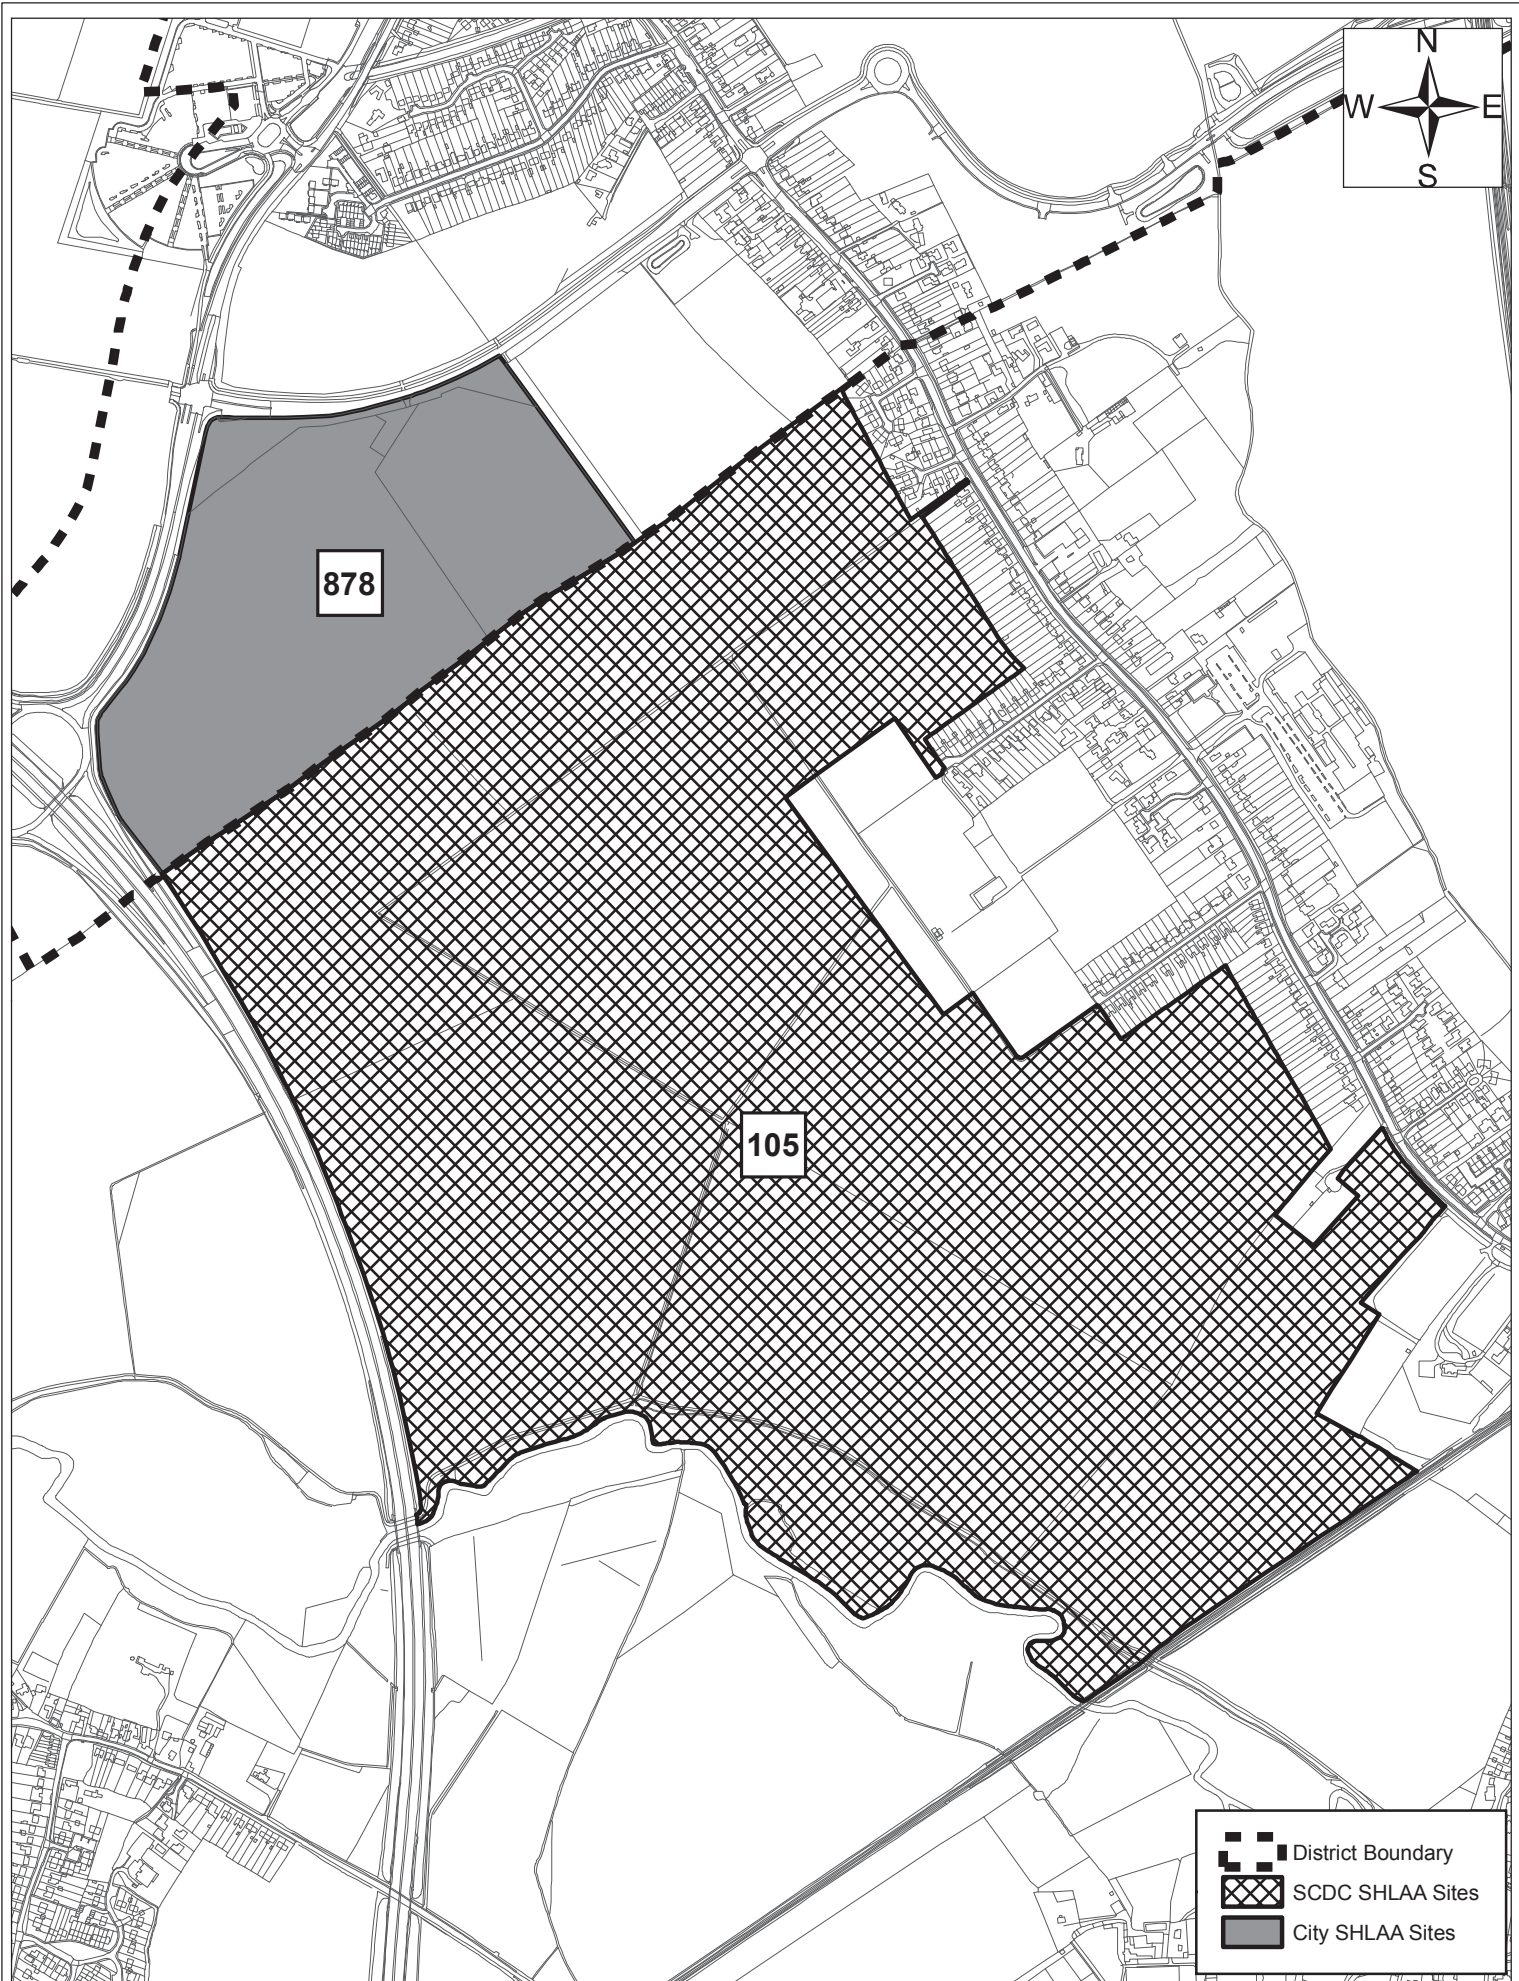 N
W E
S
878
105
District Boundary
SCDC SHLAA Sites
City SHLAA Sites